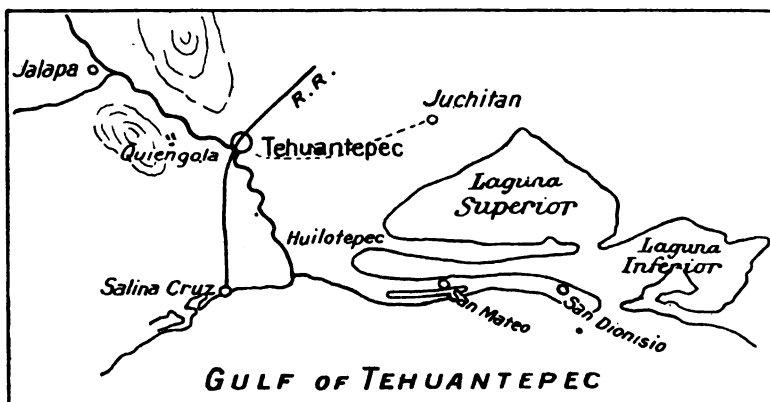 Jalapa
R.R.
Juchitan
Quiengola
Tehuantepec
Laguna
Superior
Huilotepec
Laguna
Inferior
Salina Cruz
San Mateo
San Dionisio
GULF OF TEHUANTEPEC